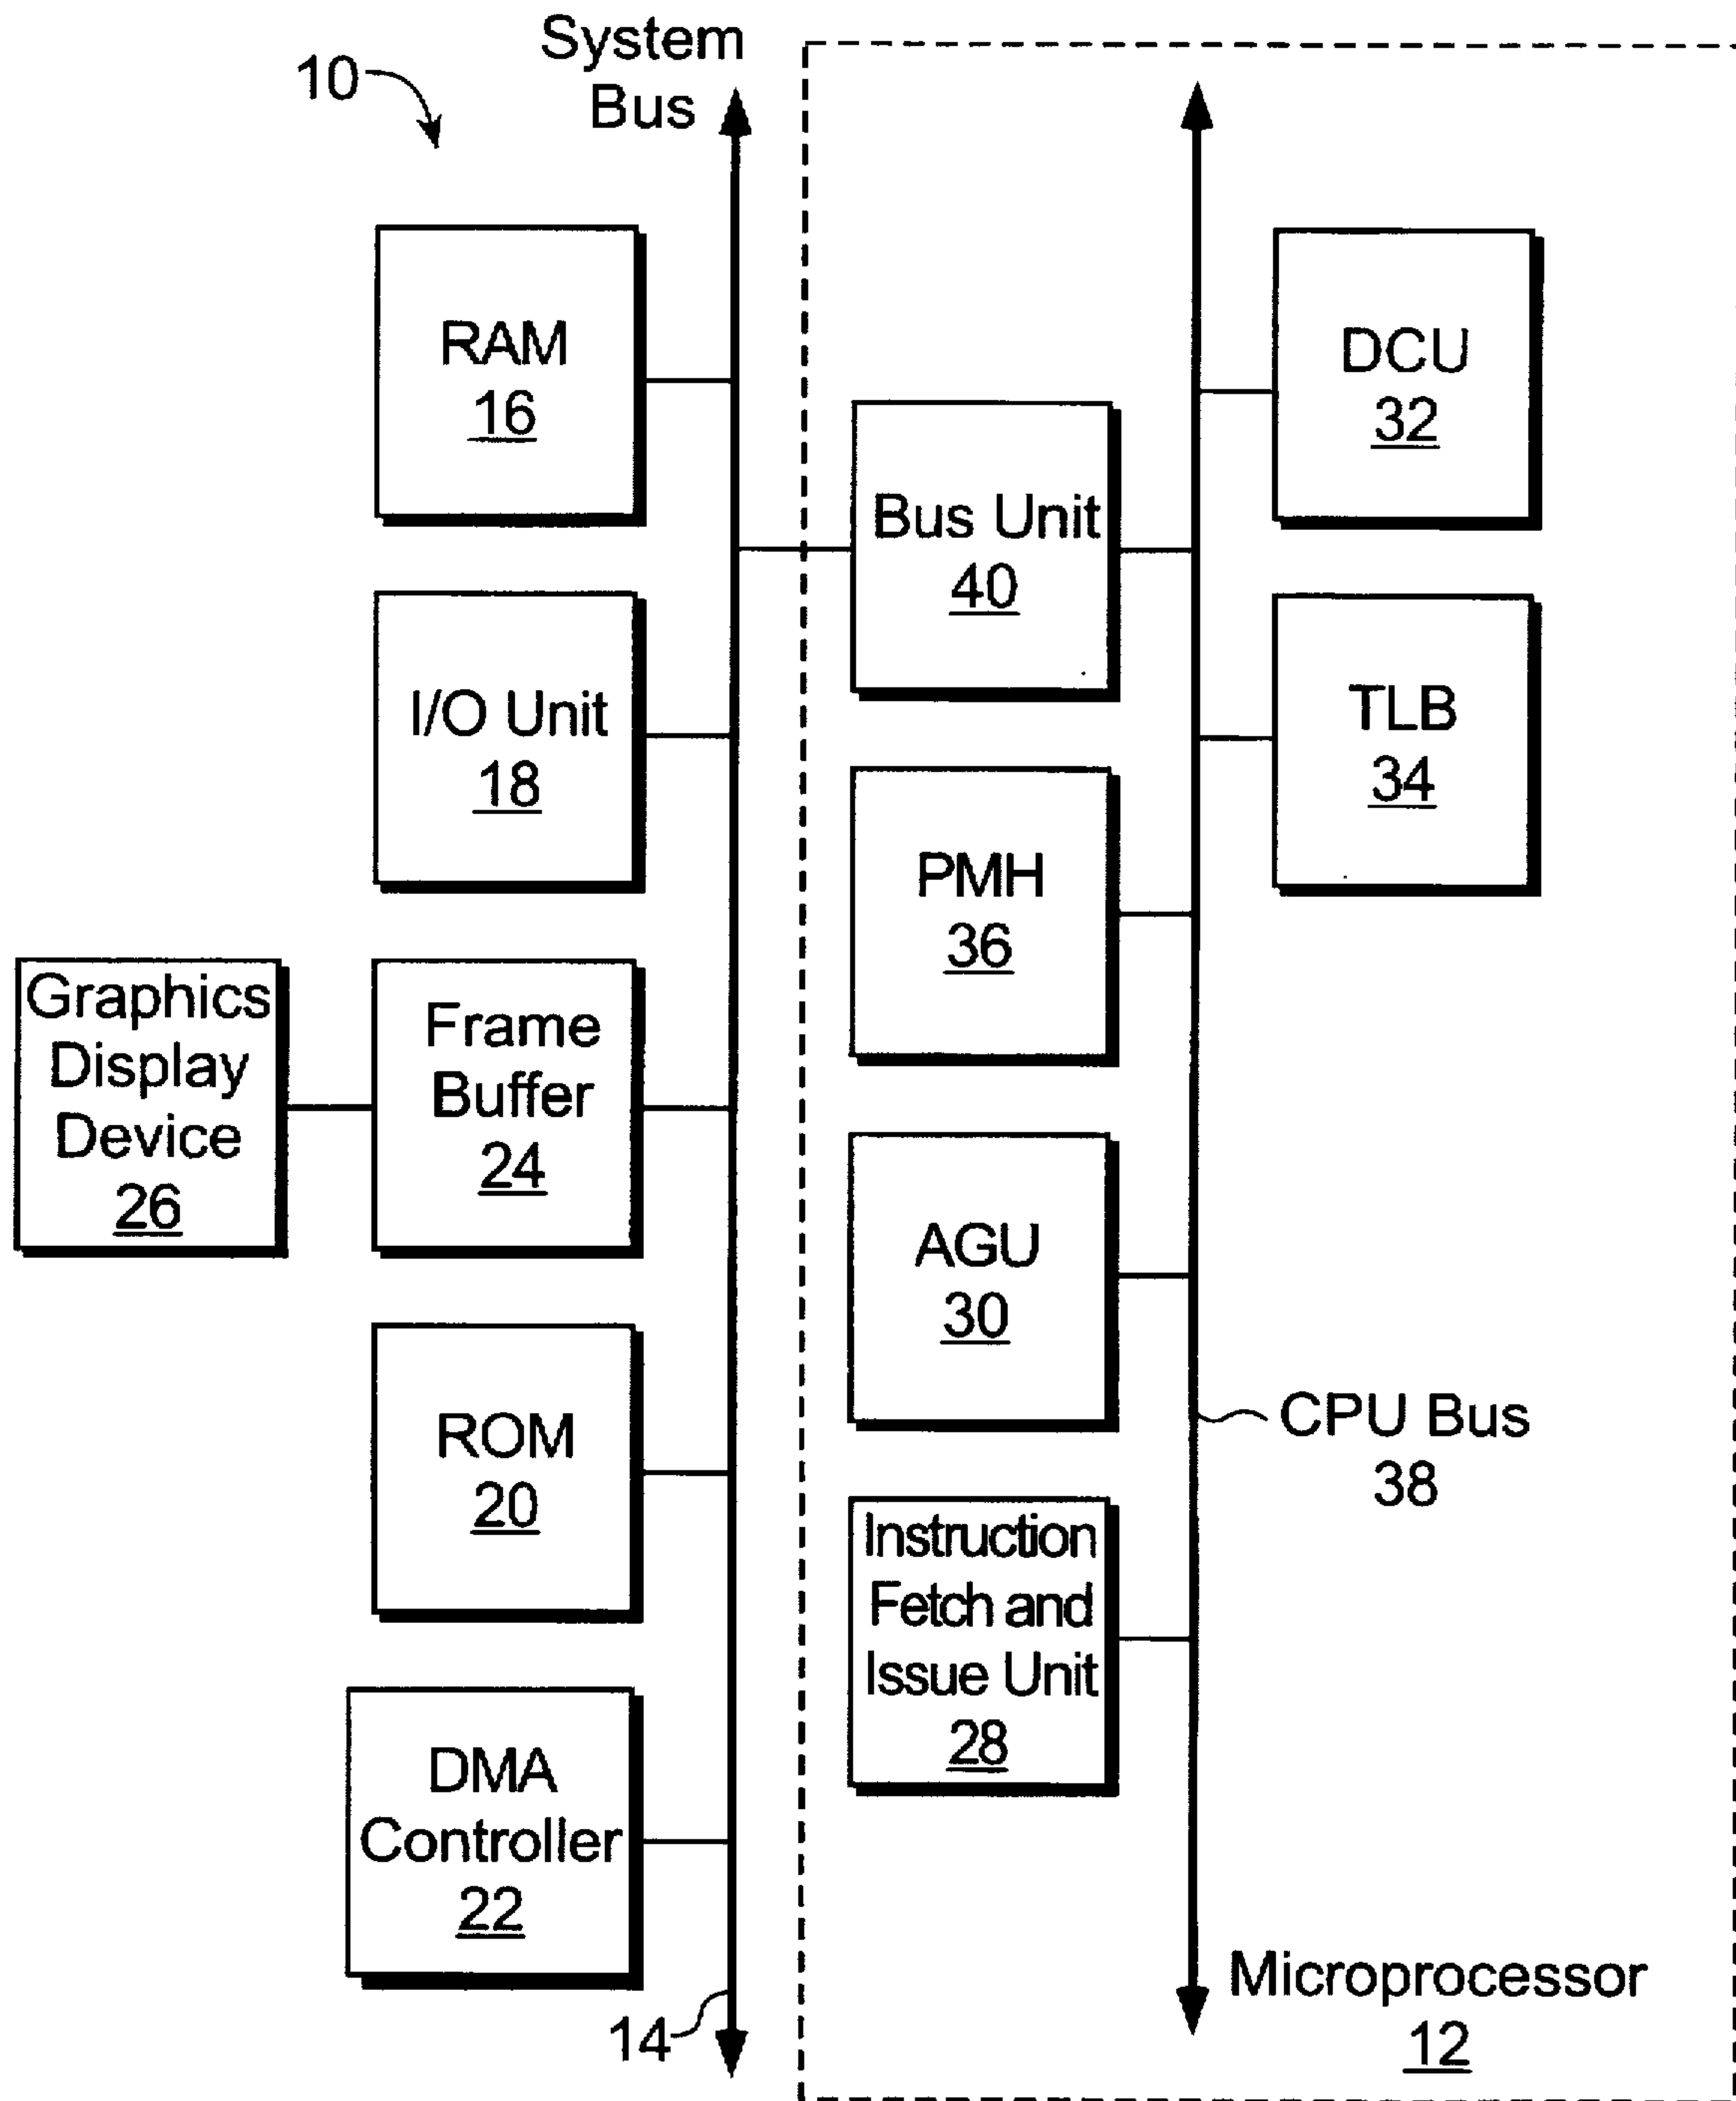 10
System
Bus
RAM
16
I/O Unit
18
Graphics
Display
Device
26
Frame
Buffer
24
ROM
20
DMA
Controller
22
14
Bus Unit
40
PMH
36
AGU
30
Instruction
Fetch and
Issue Unit
28
DCU
32
TLB
34
CPU Bus
38
Microprocessor
12